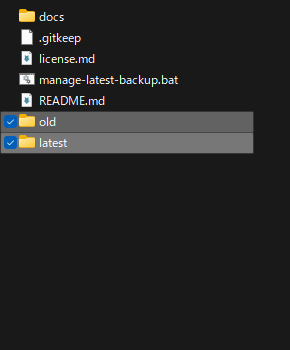 docs
.gitkeep
license.md
manage-latest-backup.bat
README.md
old
latest